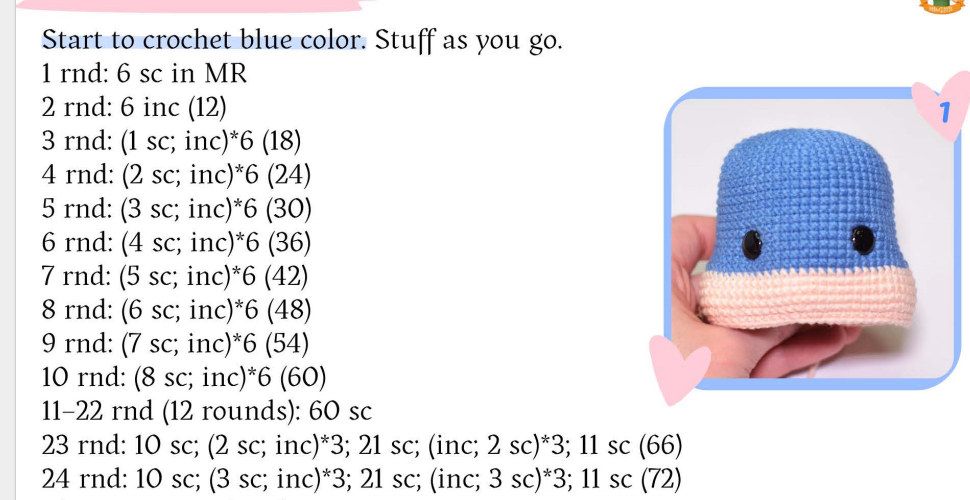 Start to crochet blue color. Stuff as you go.
1 rnd: 6 sc in MR
2 rnd: 6 inc (12)
3 rnd: (1 sc; inc)*6 (18)
4 rnd: (2 sc; inc)*6 (24)
5 rnd: (3 sc; inc)*6 (30)
6 rnd: (4 sc; inc)*6 (36)
7 rnd: (5 sc; inc)*6 (42)
8 rnd: (6 sc; inc)*6 (48)
9 rnd: (7 sc; inc)*6 (54)
10 rnd: (8 sc; inc)*6 (60)
11–22 rnd (12 rounds): 60 sc
23 rnd: 10 sc; (2 sc; inc)*3; 21 sc; (inc; 2 sc)*3; 11 sc (66)
24 rnd: 10 sc; (3 sc; inc)*3; 21 sc; (inc; 3 sc)*3; 11 sc (72)
1